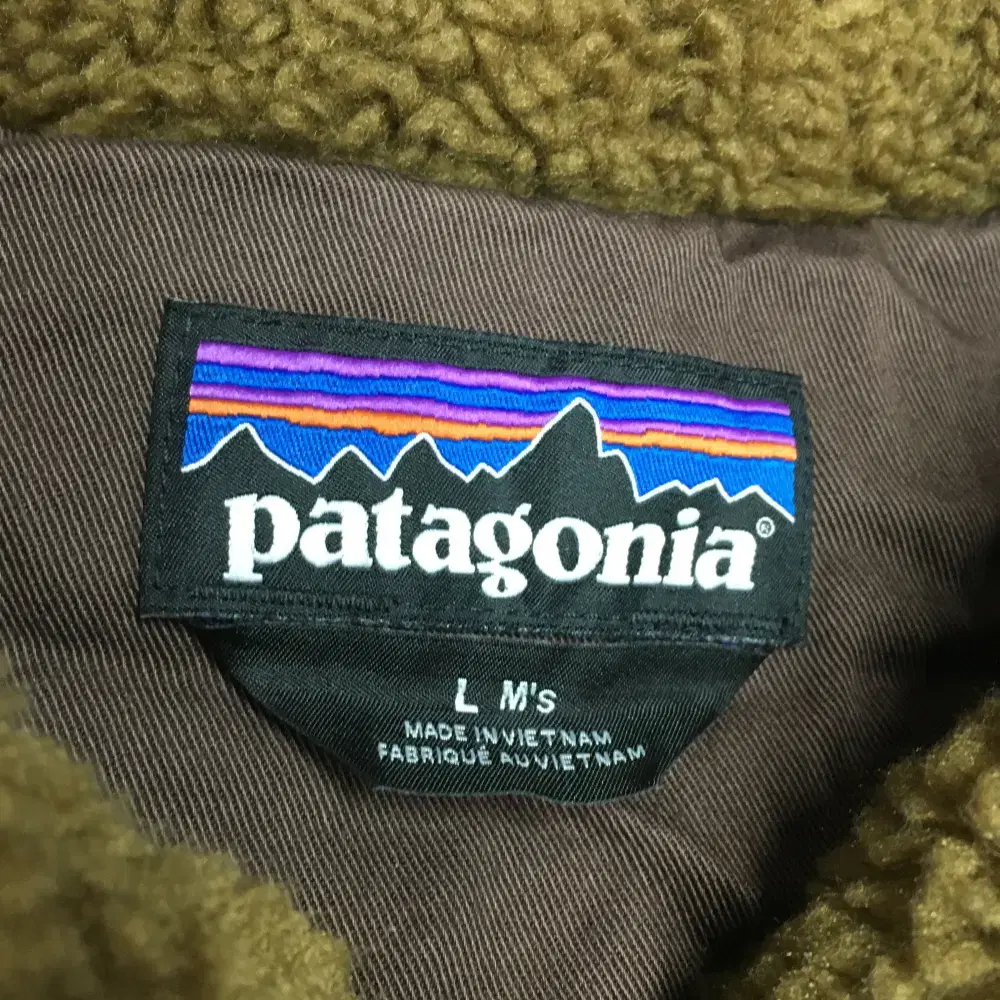 patagonia®
L M's
MADE IN VIETNAM
FABRIQUÉ AU VIETNAM